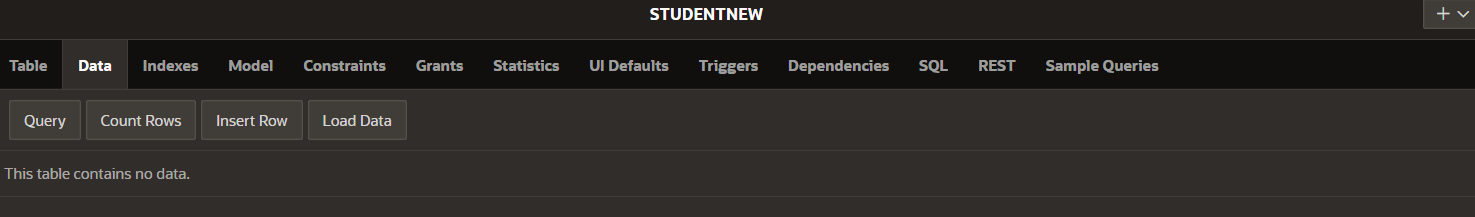 STUDENTNEW
Table Data Indexes Model Constraints Grants Statistics UI Defaults Triggers Dependencies SQL REST Sample Queries
Query Count Rows Insert Row Load Data
This table contains no data.